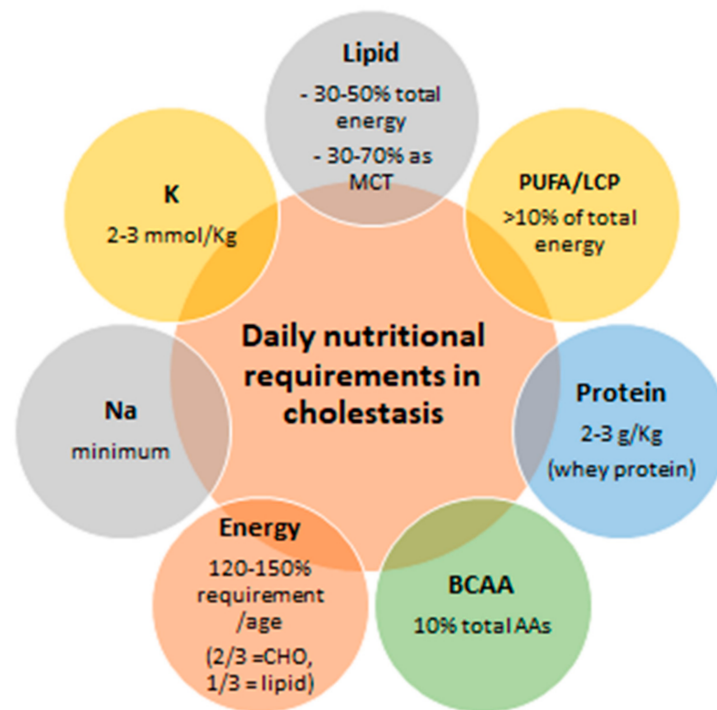 Lipid
- 30-50% total
energy
- 30-70% as
MCT
PUFA/LCP
>10% of total
energy
Protein
2-3 g/Kg
(whey protein)
BCAA
10% total AAs
Energy
120-150%
requirement
/age
(2/3 =CHO,
1/3 = lipid)
Na
minimum
K
2-3 mmol/Kg
Daily nutritional
requirements in
cholestasis